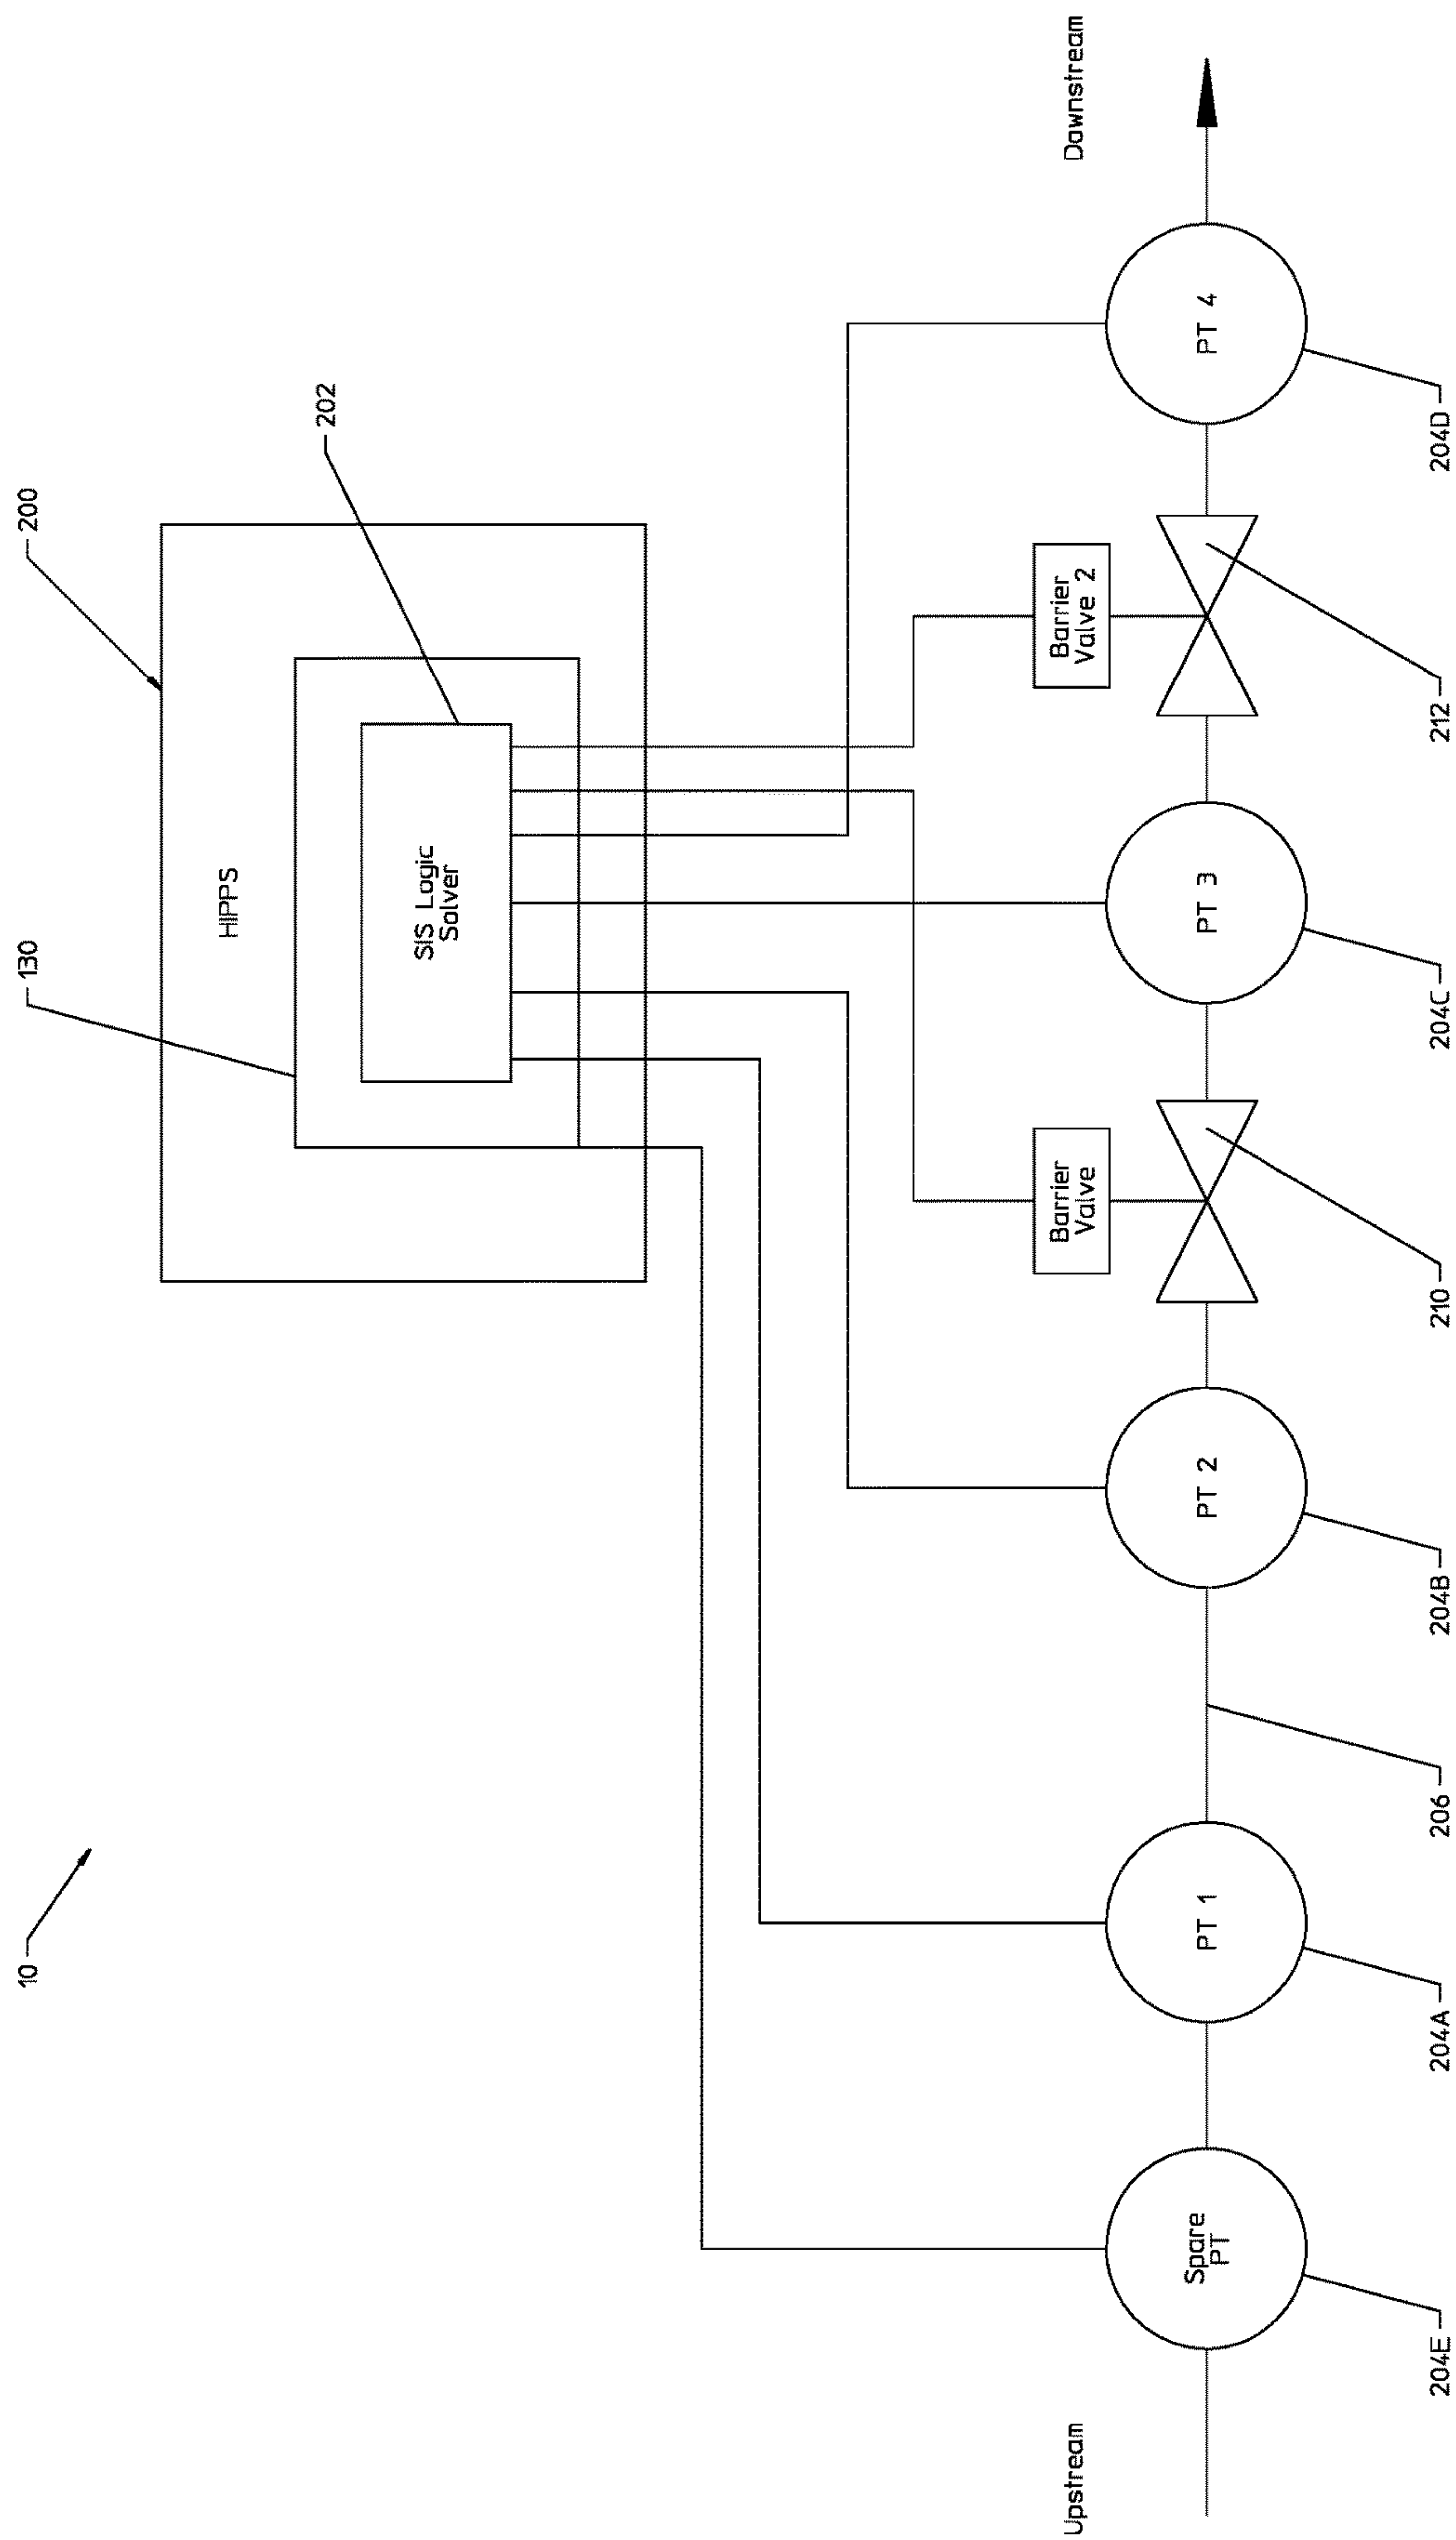 10
130
200
HIPPS
202
SIS Logic
Solver
Upstream
Downstream
Barrier
Valve
Barrier
Valve 2
Spare
PT
PT 1
PT 2
PT 3
PT 4
204E
204A
206
204B
210
204C
212
204D